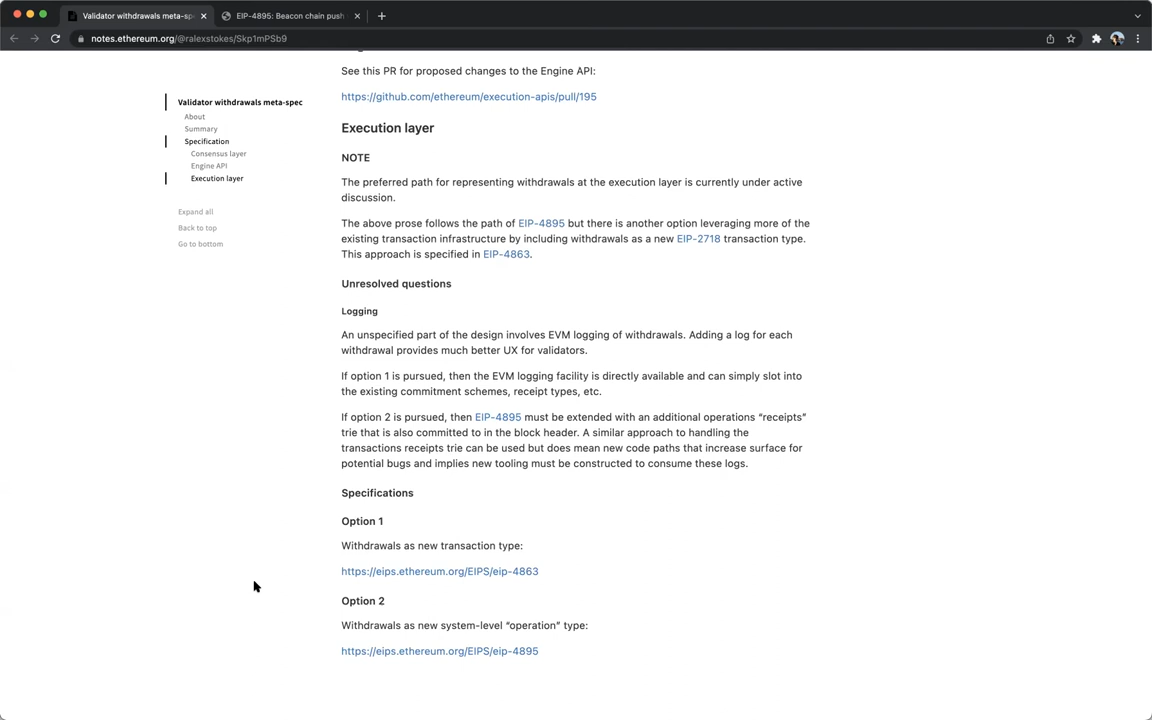 Validator withdrawals meta-sp
EIP-4895: Beacon chain push
notes.ethereum.org/@ralexstokes/Skp1mPSb9
Validator withdrawals meta-spec
About
Summary
Specification
Consensus layer
Engine API
Execution layer
Expand all
Back to top
Go to bottom
See this PR for proposed changes to the Engine API:
https://github.com/ethereum/execution-apis/pull/195
Execution layer
NOTE
The preferred path for representing withdrawals at the execution layer is currently under active
discussion.
The above prose follows the path of EIP-4895 but there is another option leveraging more of the
existing transaction infrastructure by including withdrawals as a new EIP-2718 transaction type.
This approach is specified in EIP-4863.
Unresolved questions
Logging
An unspecified part of the design involves EVM logging of withdrawals. Adding a log for each
withdrawal provides much better UX for validators.
If option 1 is pursued, then the EVM logging facility is directly available and can simply slot into
the existing commitment schemes, receipt types, etc.
If option 2 is pursued, then EIP-4895 must be extended with an additional operations “receipts”
trie that is also committed to in the block header. A similar approach to handling the
transactions receipts trie can be used but does mean new code paths that increase surface for
potential bugs and implies new tooling must be constructed to consume these logs.
Specifications
Option 1
Withdrawals as new transaction type:
https://eips.ethereum.org/EIPS/eip-4863
Option 2
Withdrawals as new system-level “operation” type:
https://eips.ethereum.org/EIPS/eip-4895